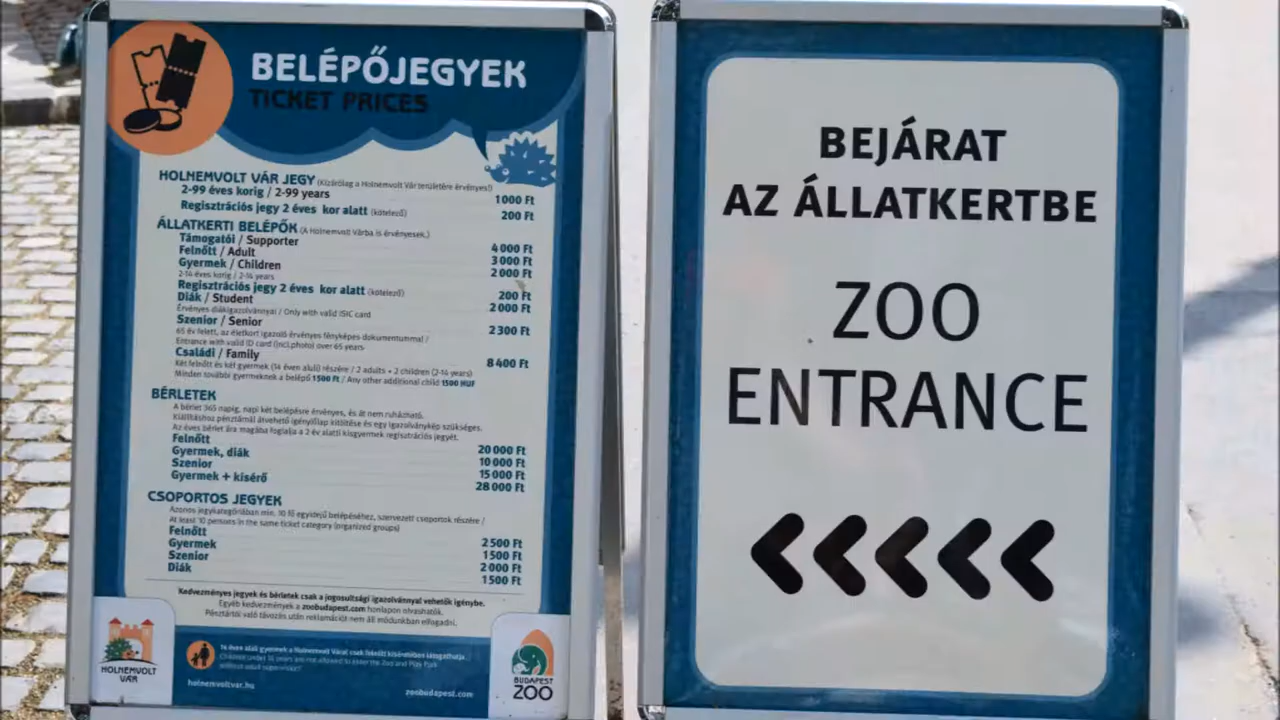 BELÉPŐJEGYEK
TICKET PRICES
HOLNEMVOLT VÁR JEGY (Kizárólag a Holnemvolt Vár területére érvényes!)
2-99 éves korig / 2-99 years 1 000 Ft
Regisztrációs jegy 2 éves kor alatt (kötelező) 200 Ft
ÁLLATKERTI BELÉPŐK (A Holnemvolt Várba is érvényesek.)
Támogatói / Supporter 4 000 Ft
Felnőtt / Adult 3 000 Ft
Gyermek / Children 2 000 Ft
2-14 éves korig / 2-14 years
Regisztrációs jegy 2 éves kor alatt (kötelező) 200 Ft
Diák / Student 2 000 Ft
Érvényes diákigazolvánnyal / Only with valid ISIC card
Szenior / Senior 2 300 Ft
65 év felett, az életkort igazoló érvényes fényképes dokumentummal /
Entrance with valid ID card (incl.photo) over 65 years
Családi / Family 8 400 Ft
Két felnőtt és két gyermek (14 éven aluli) részére / 2 adults + 2 children (2-14 years)
Minden további gyermeknek a belépő 1500 Ft / Any other additional child 1500 HUF
BÉRLETEK
A bérlet 365 napig, napi két belépésre érvényes, és át nem ruházható.
Kiállításhoz pénztárnál átvehető igénylőlap kitöltése és egy igazolványkép szükséges.
Az éves bérlet ára magába foglalja a 2 év alatti kisgyermek regisztrációs jegyét.
Felnőtt 20 000 Ft
Gyermek, diák 10 000 Ft
Szenior 15 000 Ft
Gyermek + kísérő 28 000 Ft
CSOPORTOS JEGYEK
Azonos jegykategóriában min. 10 fő egyidejű belépéséhez, szervezett csoportok részére /
At least 10 persons in the same ticket category (organized groups)
Felnőtt 2 500 Ft
Gyermek 1 500 Ft
Szenior 2 000 Ft
Diák 1 500 Ft
Kedvezményes jegyek és bérletek csak a jogosultsági igazolvánnyal vehetők igénybe.
Egyéb kedvezmények a zoobudapest.com honlapon olvashatók.
Pénztártól való távozás után reklamációt nem áll módunkban elfogadni.
14 éven aluli gyermekek a Holnemvolt Várat csak felnőtt kíséretében látogathatják.
Children under 14 years are not allowed to enter the Zoo and Play Park
without adult supervision!
HOLNEMVOLT
VÁR
holnemvoltvar.hu
zoobudapest.com
BUDAPEST
ZOO
BEJÁRAT
AZ ÁLLATKERTBE
ZOO
ENTRANCE